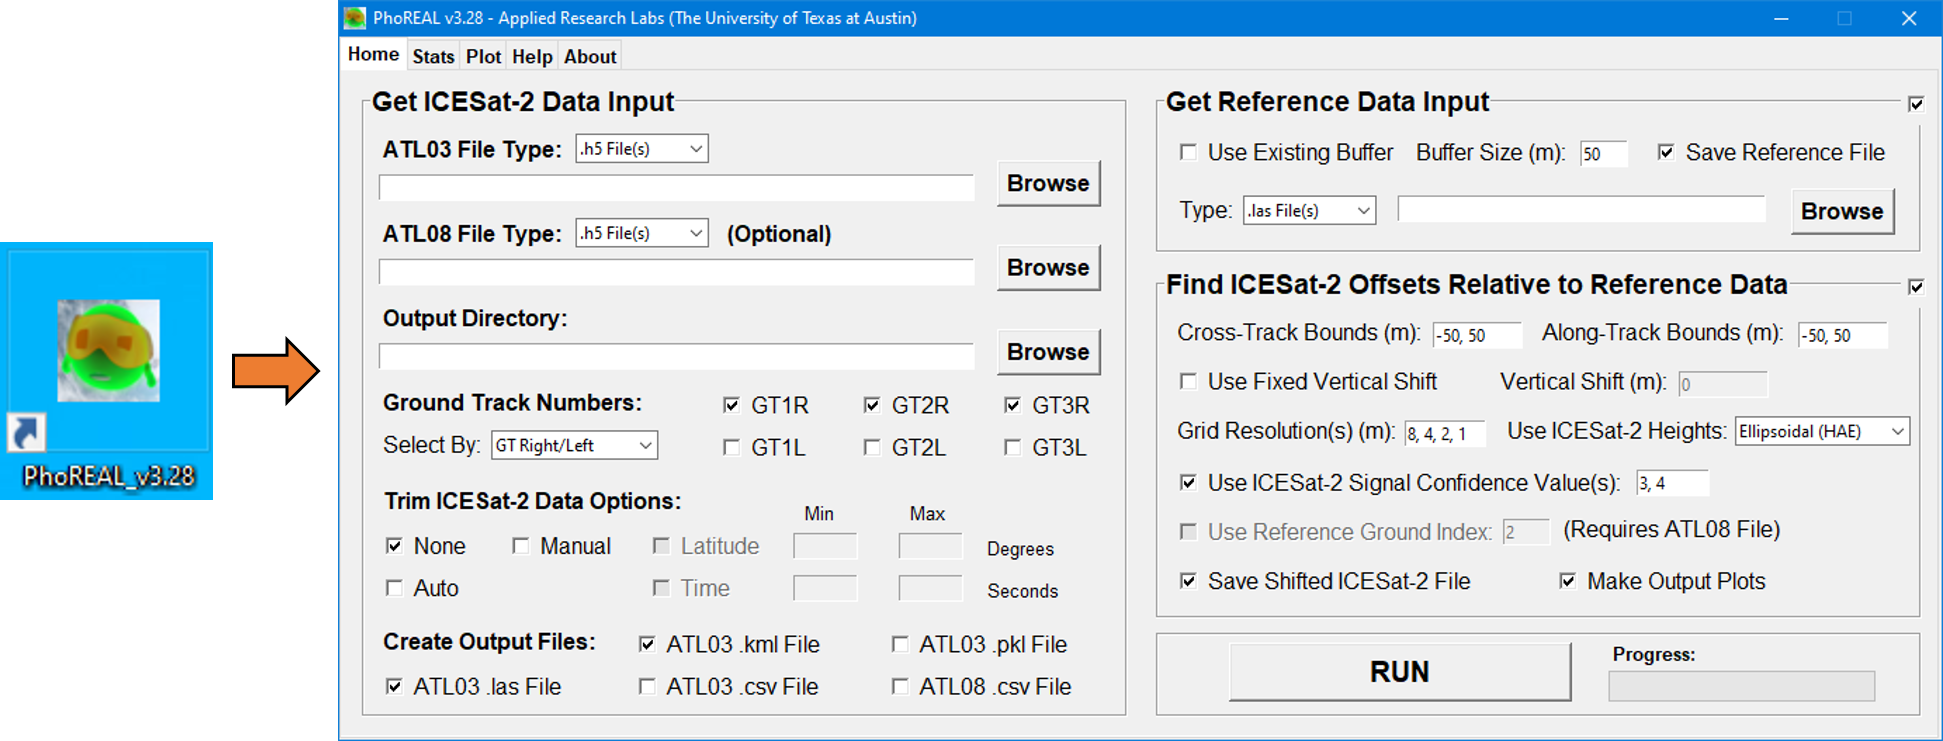 PhoREAL_v3.28
PhoREAL v3.28 - Applied Research Labs (The University of Texas at Austin)
Home Stats Plot Help About
Get ICESat-2 Data Input
ATL03 File Type: .h5 File(s)
Browse
ATL08 File Type: .h5 File(s) (Optional)
Browse
Output Directory:
Browse
Ground Track Numbers: GT1R GT2R GT3R
Select By: GT Right/Left GT1L GT2L GT3L
Trim ICESat-2 Data Options:
Min Max
None Manual Latitude Degrees
Auto Time Seconds
Create Output Files: ATL03 .kml File ATL03 .pkl File
ATL03 .las File ATL03 .csv File ATL08 .csv File
Get Reference Data Input
Use Existing Buffer Buffer Size (m): 50 Save Reference File
Type: .las File(s) Browse
Find ICESat-2 Offsets Relative to Reference Data
Cross-Track Bounds (m): -50, 50 Along-Track Bounds (m): -50, 50
Use Fixed Vertical Shift Vertical Shift (m): 0
Grid Resolution(s) (m): 8, 4, 2, 1 Use ICESat-2 Heights: Ellipsoidal (HAE)
Use ICESat-2 Signal Confidence Value(s): 3, 4
Use Reference Ground Index: 2 (Requires ATL08 File)
Save Shifted ICESat-2 File Make Output Plots
RUN Progress: